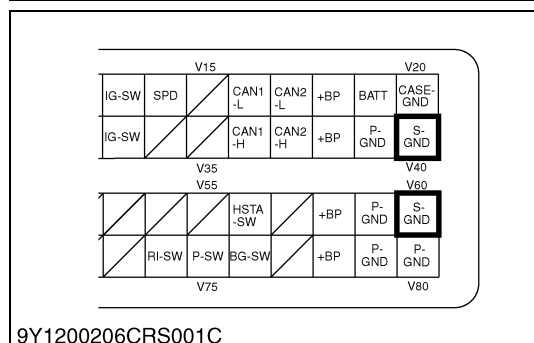 V15 V20
IG-SW SPD CAN1-L CAN2-L +BP BATT CASE-GND
IG-SW CAN1-H CAN2-H +BP P-GND S-GND
V35 V40
V55 V60
HSTA-SW +BP P-GND S-GND
RI-SW P-SW BG-SW +BP P-GND P-GND
V75 V80
9Y1200206CRS001C